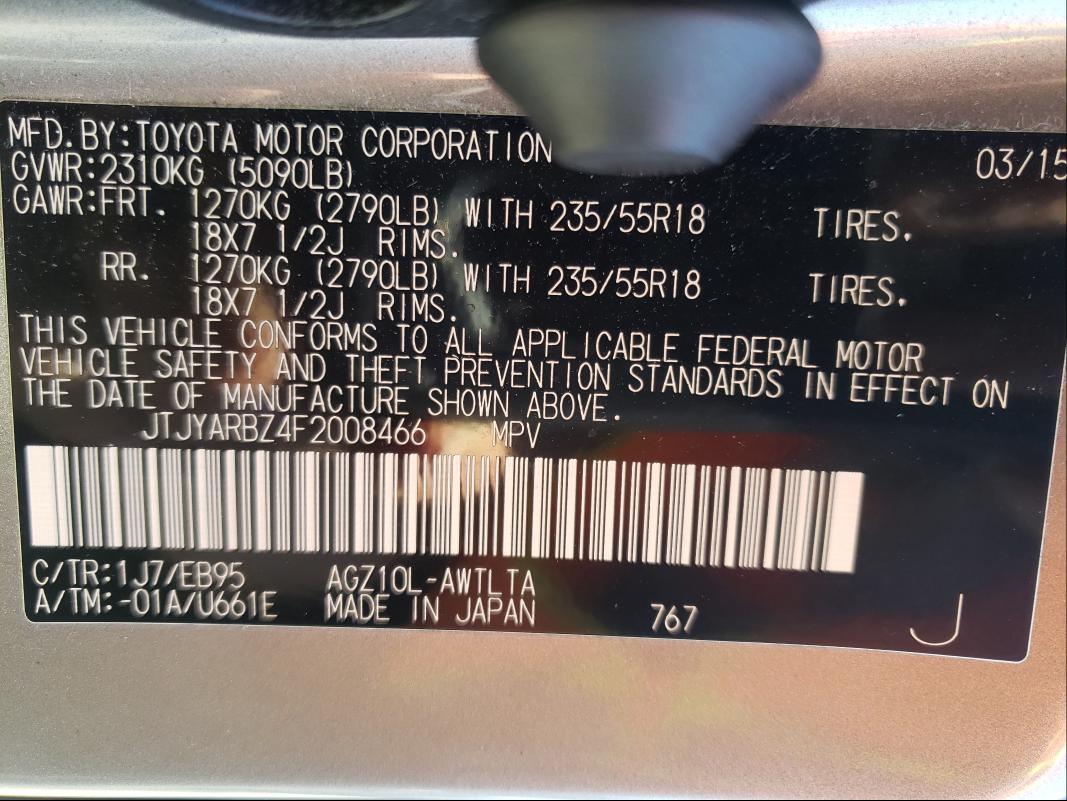 MFD.BY:TOYOTA MOTOR CORPORATION 03/15
GVWR:2310KG (5090LB)
GAWR:FRT. 1270KG (2790LB) WITH 235/55R18 TIRES.
18X7 1/2J RIMS.
RR. 1270KG (2790LB) WITH 235/55R18 TIRES.
18X7 1/2J RIMS.
THIS VEHICLE CONFORMS TO ALL APPLICABLE FEDERAL MOTOR
VEHICLE SAFETY AND THEFT PREVENTION STANDARDS IN EFFECT ON
THE DATE OF MANUFACTURE SHOWN ABOVE.
JTJYARBZ4F2008466 MPV
C/TR:1J7/EB95 AGZ10L-AWTLTA
A/TM:-01A/U661E MADE IN JAPAN 767 J